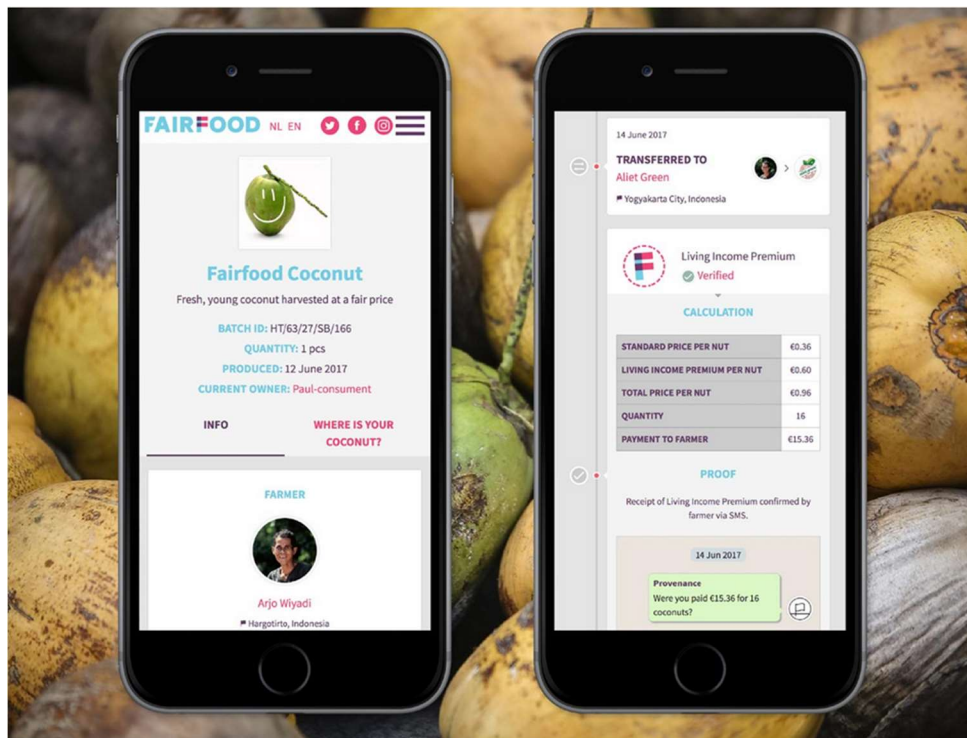 FAIRFOOD NL EN
Fairfood Coconut
Fresh, young coconut harvested at a fair price
BATCH ID: HT/63/27/SB/166
QUANTITY: 1 pcs
PRODUCED: 12 June 2017
CURRENT OWNER: Paul-consument
INFO
WHERE IS YOUR
COCONUT?
FARMER
Arjo Wiyadi
Hargotirto, Indonesia
14 June 2017
TRANSFERRED TO
Aliet Green
Yogyakarta City, Indonesia
Living Income Premium
Verified
CALCULATION
STANDARD PRICE PER NUT €0.36
LIVING INCOME PREMIUM PER NUT €0.60
TOTAL PRICE PER NUT €0.96
QUANTITY 16
PAYMENT TO FARMER €15.36
PROOF
Receipt of Living Income Premium confirmed by
farmer via SMS.
14 Jun 2017
Provenance
Were you paid €15.36 for 16
coconuts?